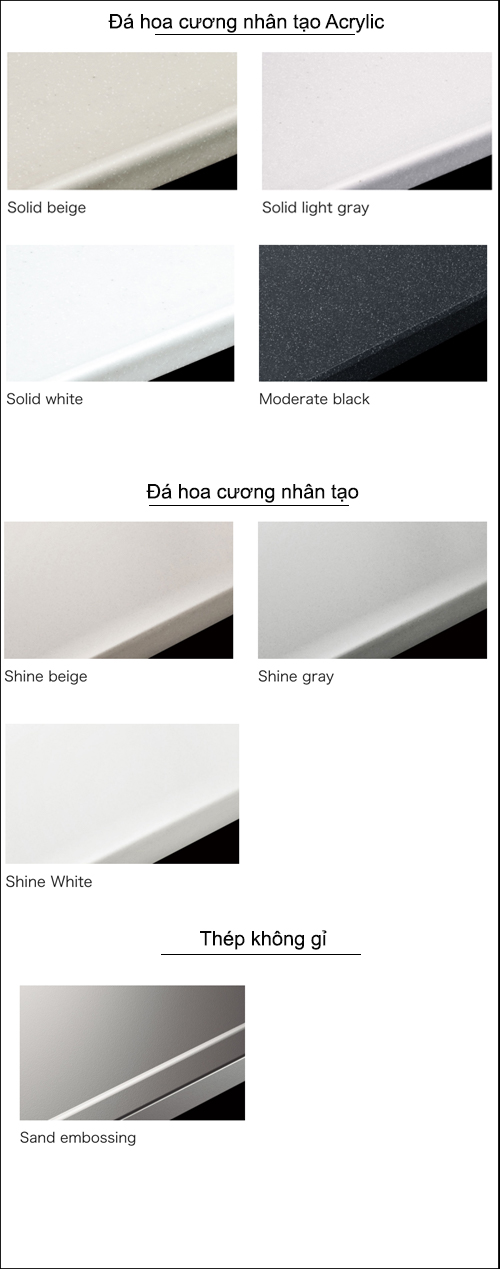 Đá hoa cương nhân tạo Acrylic
Solid beige
Solid light gray
Solid white
Moderate black
Đá hoa cương nhân tạo
Shine beige
Shine gray
Shine White
Thép không gỉ
Sand embossing